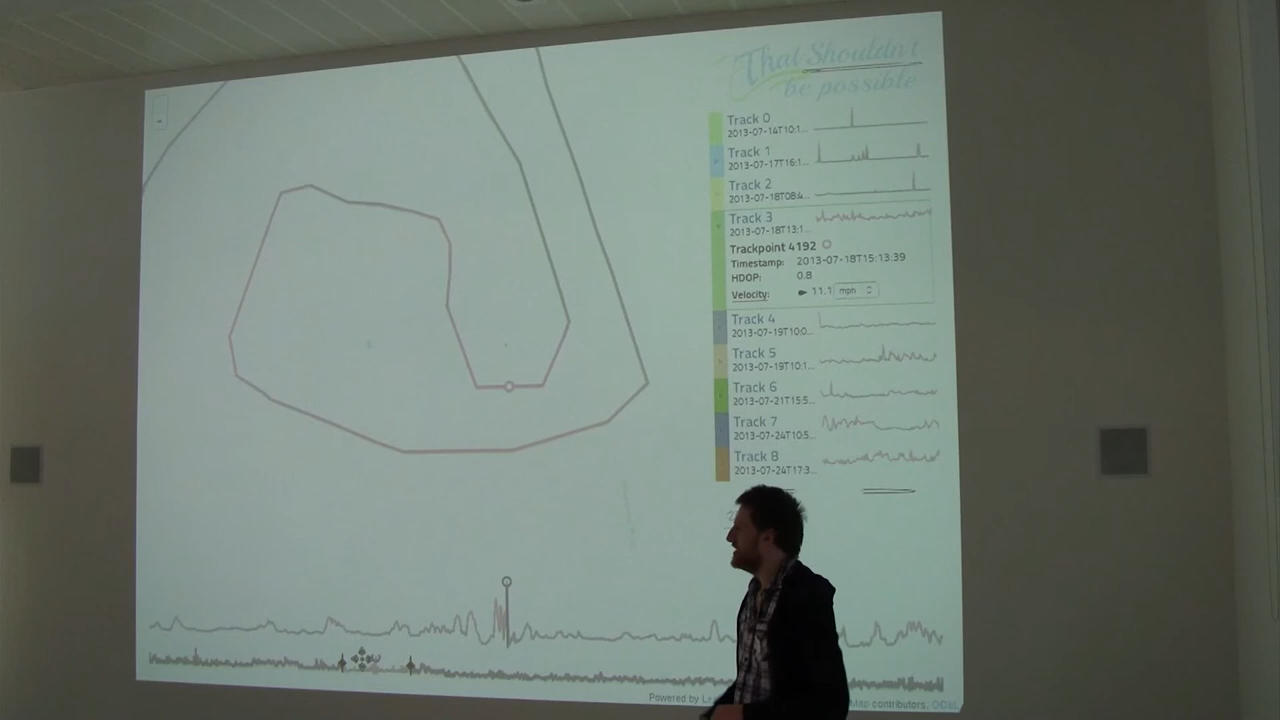 That Shouldn't
be possible
Track 0
2013-07-14T10:1...
Track 1
2013-07-17T16:1...
Track 2
2013-07-18T08:4...
Track 3
2013-07-18T13:1...
Trackpoint 4192
Timestamp: 2013-07-18T15:13:39
HDOP: 0.8
Velocity: 11.1 mph
Track 4
2013-07-19T10:0...
Track 5
2013-07-19T10:1...
Track 6
2013-07-21T15:5...
Track 7
2013-07-24T10:5...
Track 8
2013-07-24T17:3...
Powered by Map contributors,